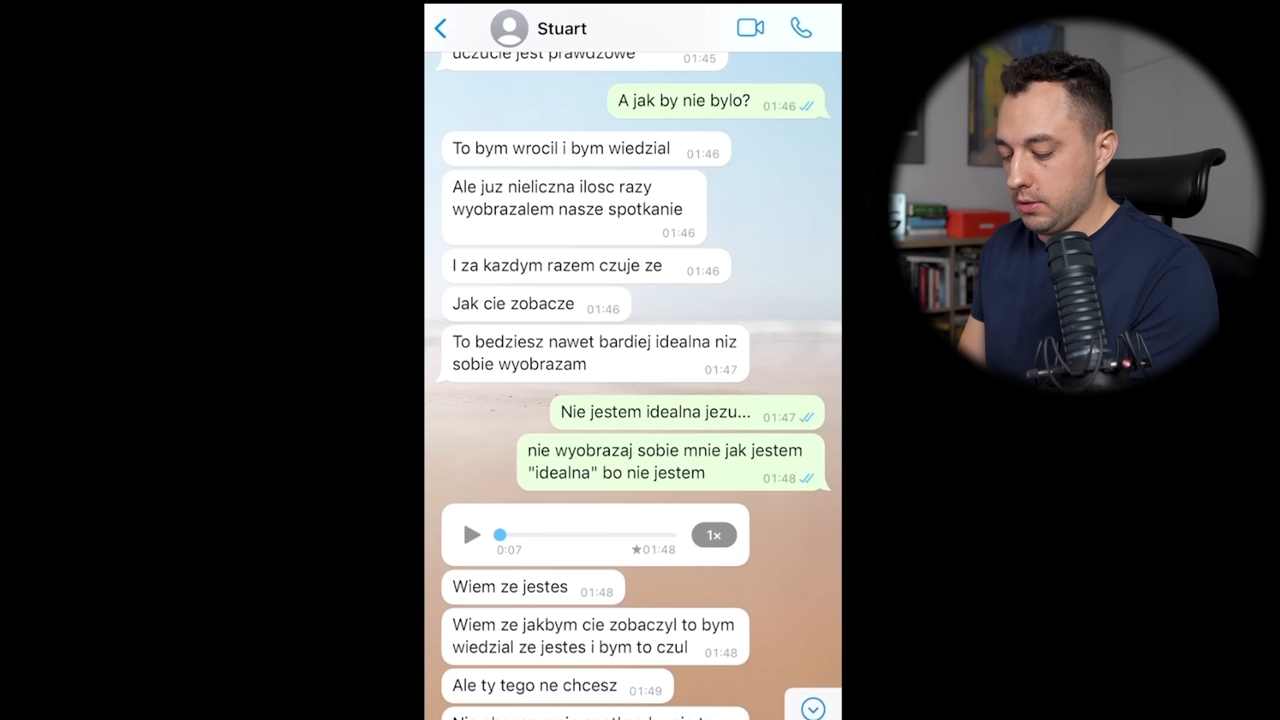 Stuart
uczucie jest prawdziwe
01:45
A jak by nie bylo? 01:46
To bym wrocil i bym wiedzial 01:46
Ale juz nieliczna ilosc razy
wyobrazalem nasze spotkanie
01:46
I za kazdym razem czuje ze 01:46
Jak cie zobacze 01:46
To bedziesz nawet bardiej idealna niz
sobie wyobrazam 01:47
Nie jestem idealna jezu... 01:47
nie wyobrazaj sobie mnie jak jestem
"idealna" bo nie jestem 01:48
1x
0:07 ★01:48
Wiem ze jestes 01:48
Wiem ze jakbym cie zobaczyl to bym
wiedzial ze jestes i bym to czul 01:48
Ale ty tego ne chcesz 01:49